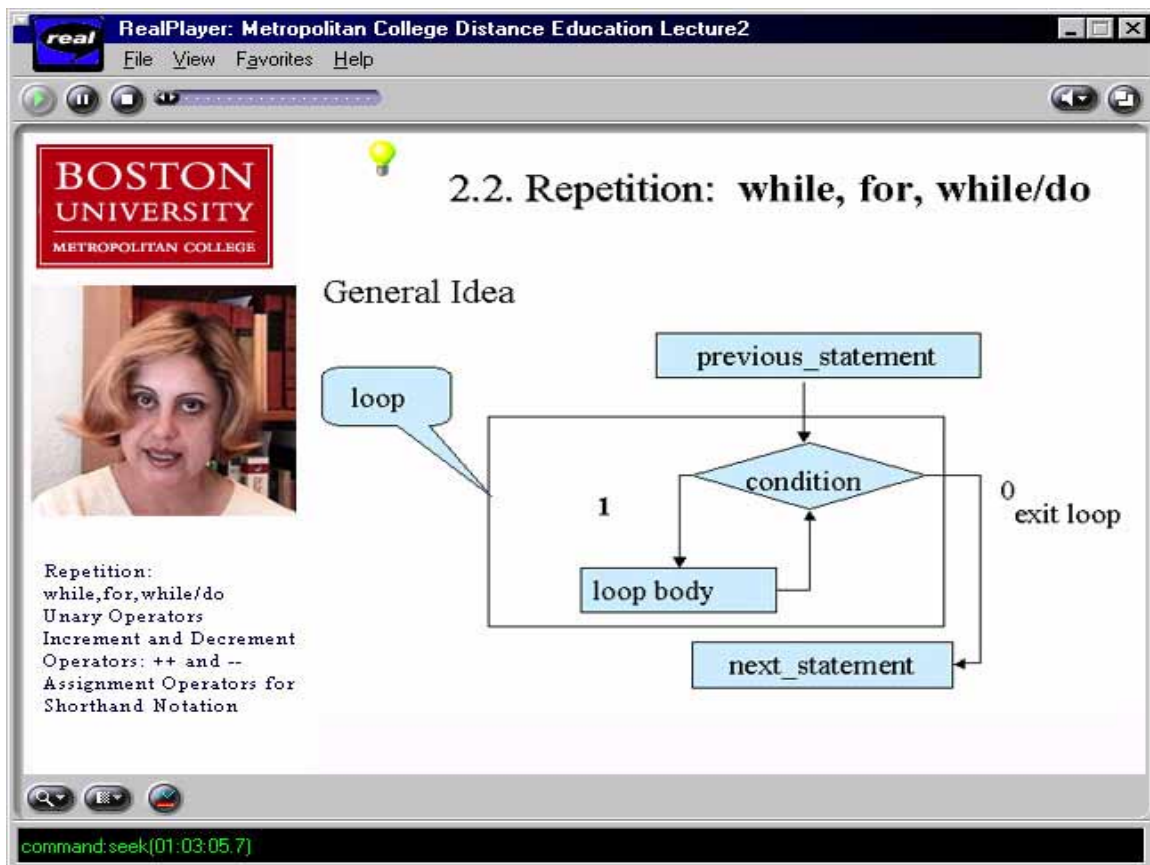 real
RealPlayer: Metropolitan College Distance Education Lecture2
File View Favorites Help
BOSTON
UNIVERSITY
METROPOLITAN COLLEGE
2.2. Repetition: while, for, while/do
General Idea
previous_statement
loop
condition
1
0
exit loop
loop body
next_statement
Repetition:
while,for,while/do
Unary Operators
Increment and Decrement
Operators: ++ and --
Assignment Operators for
Shorthand Notation
command:seek(01:03:05.7)